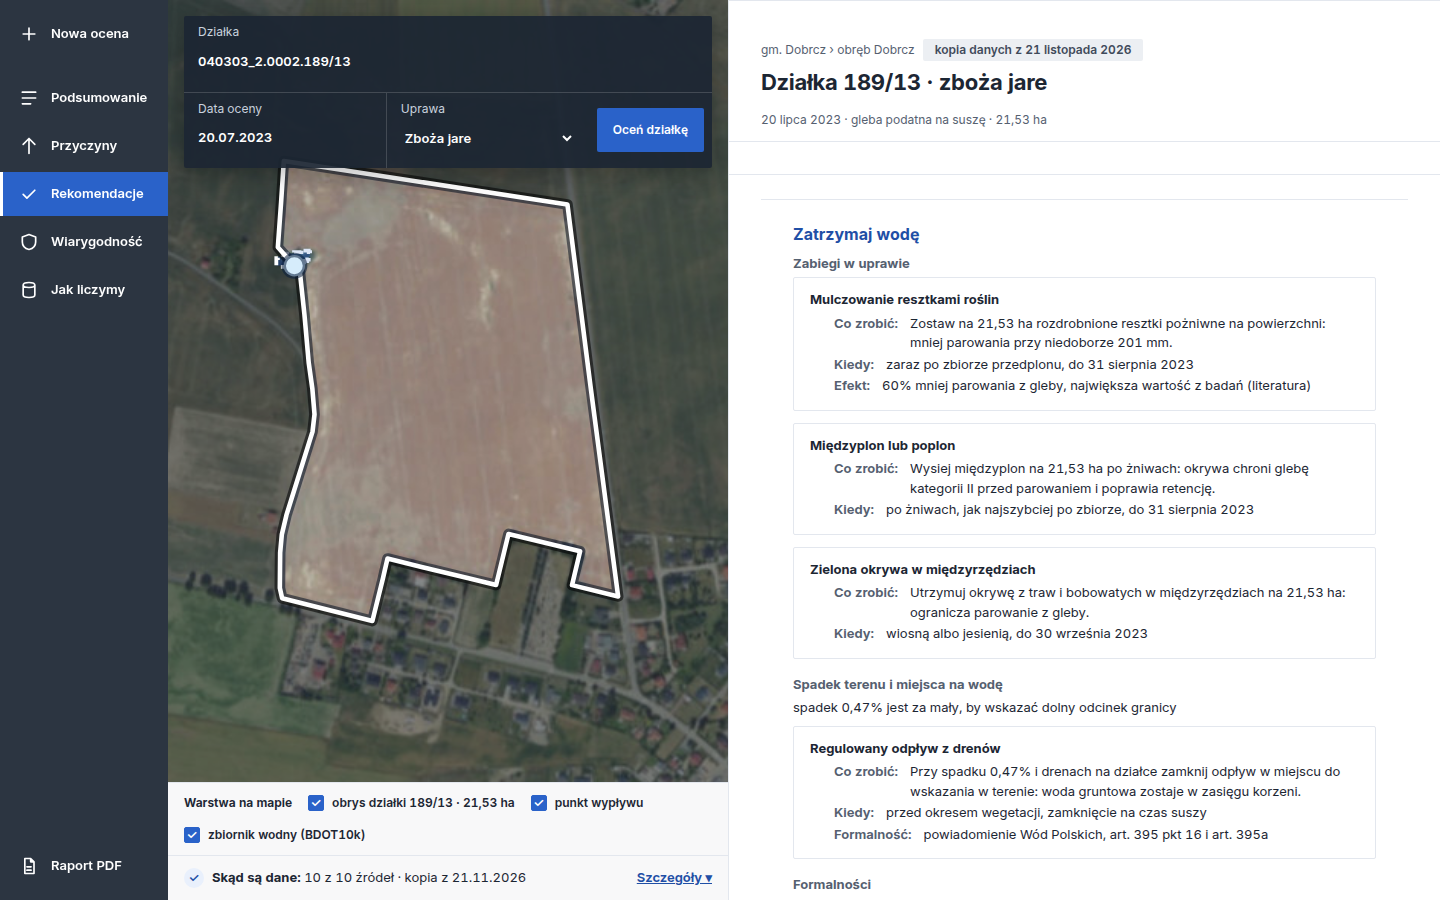 Nowa ocena
Podsumowanie
Przyczyny
Rekomendacje
Wiarygodność
Jak liczymy
Raport PDF
Działka
040303_2.0002.189/13
Data oceny
20.07.2023
Uprawa
Zboża jare
Oceń działkę
Warstwa na mapie
obrys działki 189/13 · 21,53 ha
punkt wypływu
zbiornik wodny (BDOT10k)
Skąd są dane: 10 z 10 źródeł · kopia z 21.11.2026
Szczegóły ▾
gm. Dobrcz › obręb Dobrcz
kopia danych z 21 listopada 2026
Działka 189/13 · zboża jare
20 lipca 2023 · gleba podatna na suszę · 21,53 ha
Zatrzymaj wodę
Zabiegi w uprawie
Mulczowanie resztkami roślin
Co zrobić: Zostaw na 21,53 ha rozdrobnione resztki pożniwne na powierzchni:
mniej parowania przy niedoborze 201 mm.
Kiedy: zaraz po zbiorze przedplonu, do 31 sierpnia 2023
Efekt: 60% mniej parowania z gleby, największa wartość z badań (literatura)
Międzyplon lub poplon
Co zrobić: Wysiej międzyplon na 21,53 ha po żniwach: okrywa chroni glebę
kategorii II przed parowaniem i poprawia retencję.
Kiedy: po żniwach, jak najszybciej po zbiorze, do 31 sierpnia 2023
Zielona okrywa w międzyrzędziach
Co zrobić: Utrzymuj okrywę z traw i bobowatych w międzyrzędziach na 21,53 ha:
ogranicza parowanie z gleby.
Kiedy: wiosną albo jesienią, do 30 września 2023
Spadek terenu i miejsca na wodę
spadek 0,47% jest za mały, by wskazać dolny odcinek granicy
Regulowany odpływ z drenów
Co zrobić: Przy spadku 0,47% i drenach na działce zamknij odpływ w miejscu do
wskazania w terenie: woda gruntowa zostaje w zasięgu korzeni.
Kiedy: przed okresem wegetacji, zamknięcie na czas suszy
Formalność: powiadomienie Wód Polskich, art. 395 pkt 16 i art. 395a
Formalności